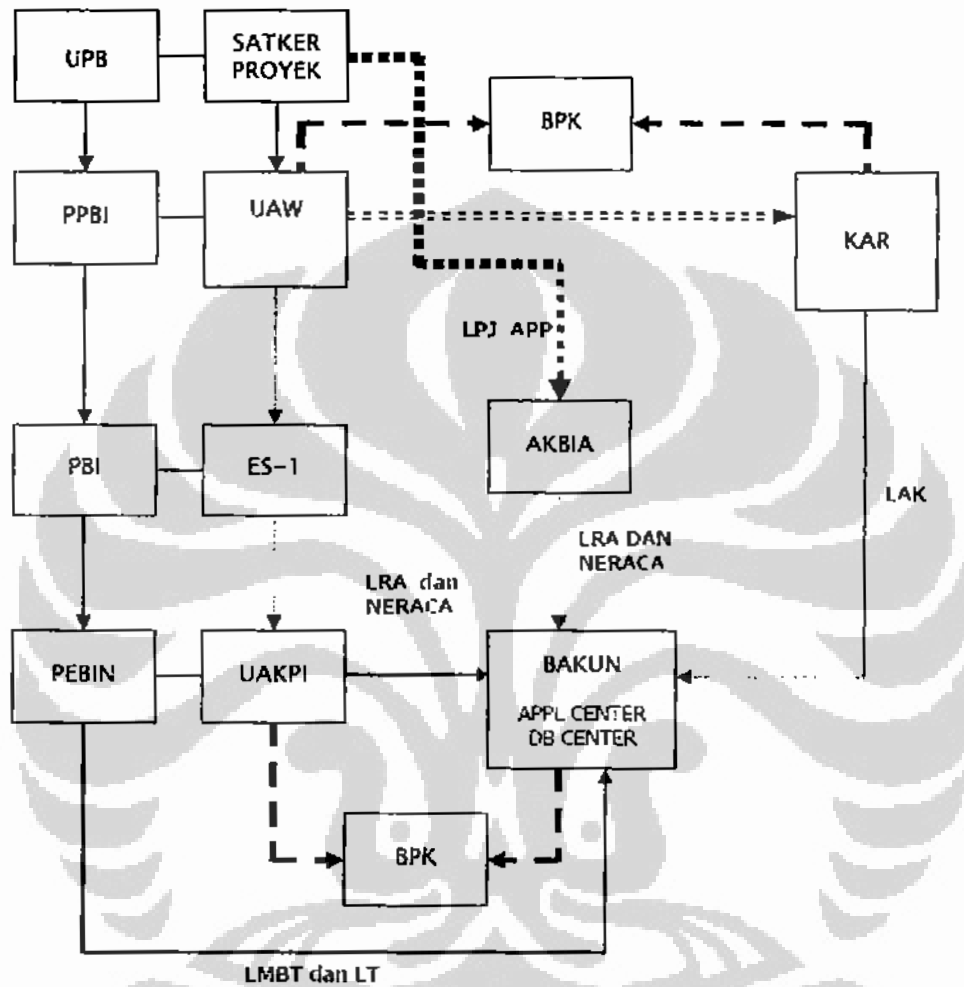 UPB
SATKER
PROYEK
BPK
PPBI
UAW
KAR
LPJ APP
PBI
ES-1
AKBIA
LAK
LRA dan
NERACA
LRA DAN
NERACA
PEBIN
UAKPI
BAKUN
APPL CENTER
DB CENTER
BPK
LMBT dan LT